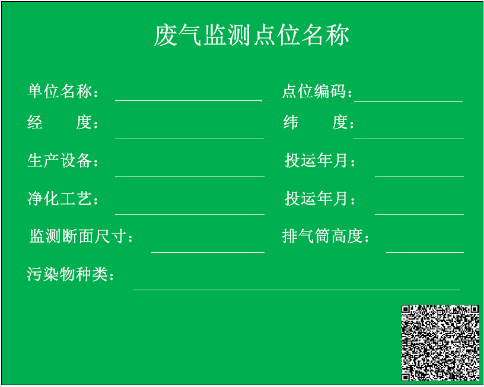 废气监测点位名称
单位名称： 点位编码:
经　　度： 纬　　度:
生产设备： 投运年月：
净化工艺： 投运年月：
监测断面尺寸： 排气筒高度：
污染物种类：